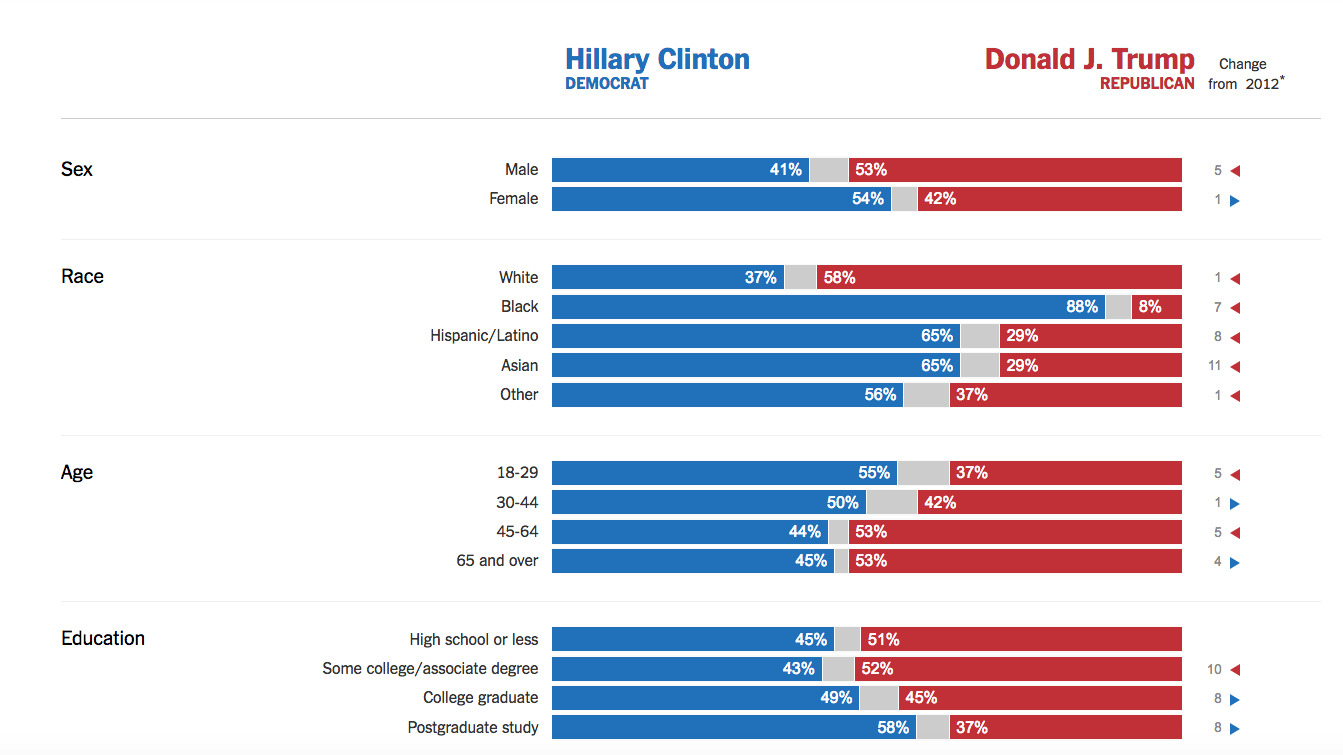 Hillary Clinton Donald J. Trump Change
DEMOCRAT REPUBLICAN from 2012*
Sex Male 41% 53% 5 ◀
Female 54% 42% 1 ▶
Race White 37% 58% 1 ◀
Black 88% 8% 7 ◀
Hispanic/Latino 65% 29% 8 ◀
Asian 65% 29% 11 ◀
Other 56% 37% 1 ◀
Age 18-29 55% 37% 5 ◀
30-44 50% 42% 1 ▶
45-64 44% 53% 5 ◀
65 and over 45% 53% 4 ▶
Education High school or less 45% 51%
Some college/associate degree 43% 52% 10 ◀
College graduate 49% 45% 8 ▶
Postgraduate study 58% 37% 8 ▶